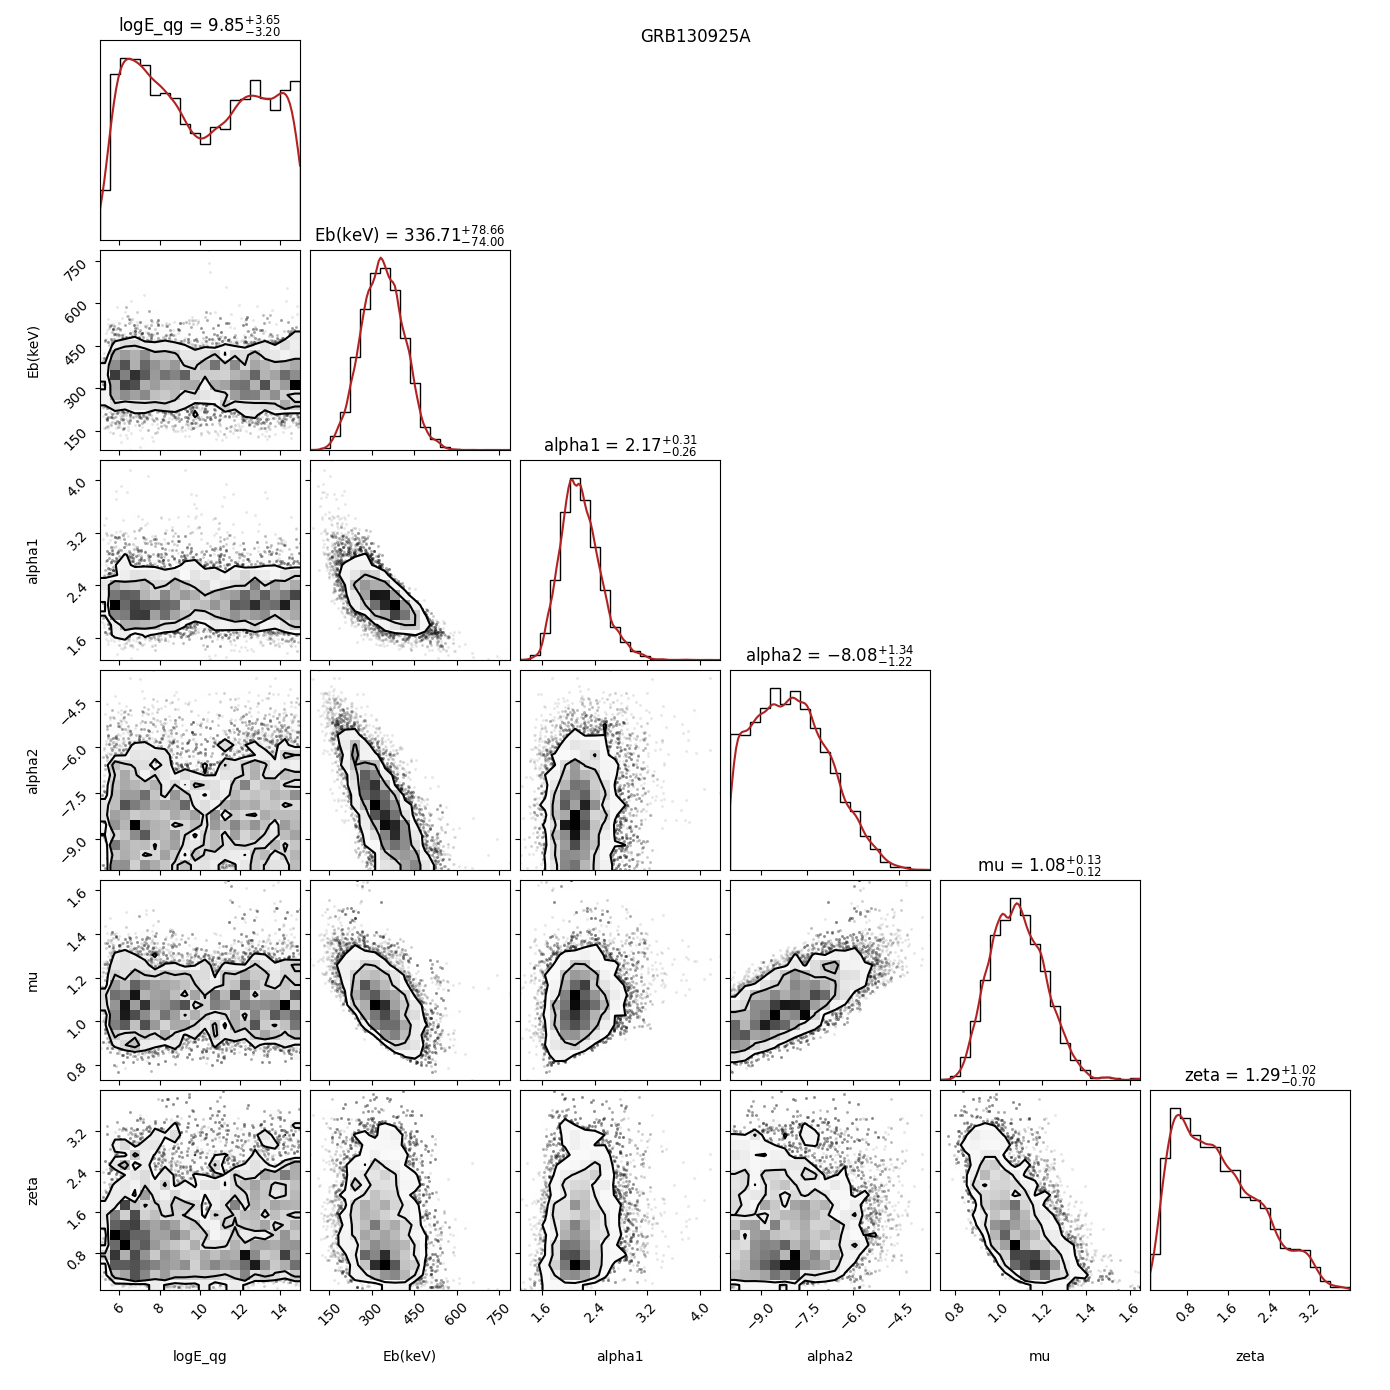 GRB130925A
logE_qg = 9.85+3.65−3.20
Eb(keV) = 336.71+78.66−74.00
Eb(keV)
750
600
450
300
150
alpha1 = 2.17+0.31−0.26
alpha1
4.0
3.2
2.4
1.6
alpha2 = −8.08+1.34−1.22
alpha2
−4.5
−6.0
−7.5
−9.0
mu = 1.08+0.13−0.12
mu
1.6
1.4
1.2
1.0
0.8
zeta = 1.29+1.02−0.70
zeta
3.2
2.4
1.6
0.8
6 8 10 12 14
150 300 450 600 750
1.6 2.4 3.2 4.0
−9.0 −7.5 −6.0 −4.5
0.8 1.0 1.2 1.4 1.6
0.8 1.6 2.4 3.2
logE_qg Eb(keV) alpha1 alpha2 mu zeta